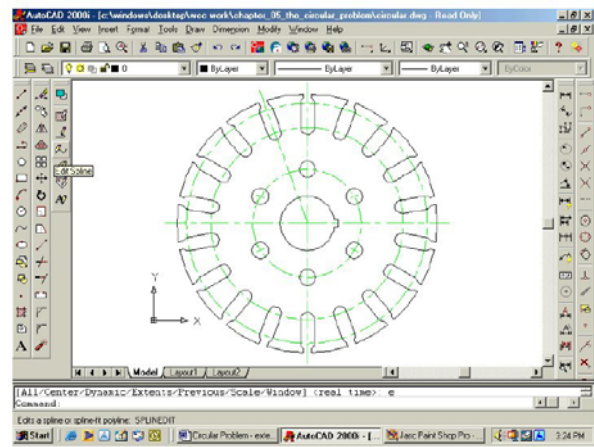 AutoCAD 2000i - [c:\windows\desktop\wcc work\chapter_05_the_circular_problem\circular.dwg - Read Only]
File Edit View Insert Format Tools Draw Dimension Modify Window Help
0 ByLayer ByLayer ByLayer ByColor
Edit Spline
A
Y
X
Model Layout1 Layout2
[All/Center/Dynamic/Extents/Previous/Scale/Window] <real time>: e
Command:
Edits a spline or spline-fit polyline: SPLINEDIT
Start Circular Problem - exe... AutoCAD 2000i - [... Jasc Paint Shop Pro - ... 3:24 PM